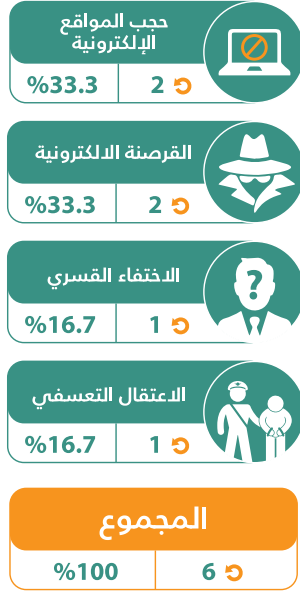 حجب المواقع
الإلكترونية
2 %33.3
القرصنة الالكترونية
2 %33.3
الاختفاء القسري
?
1 %16.7
الاعتقال التعسفي
1 %16.7
المجموع
6 %100